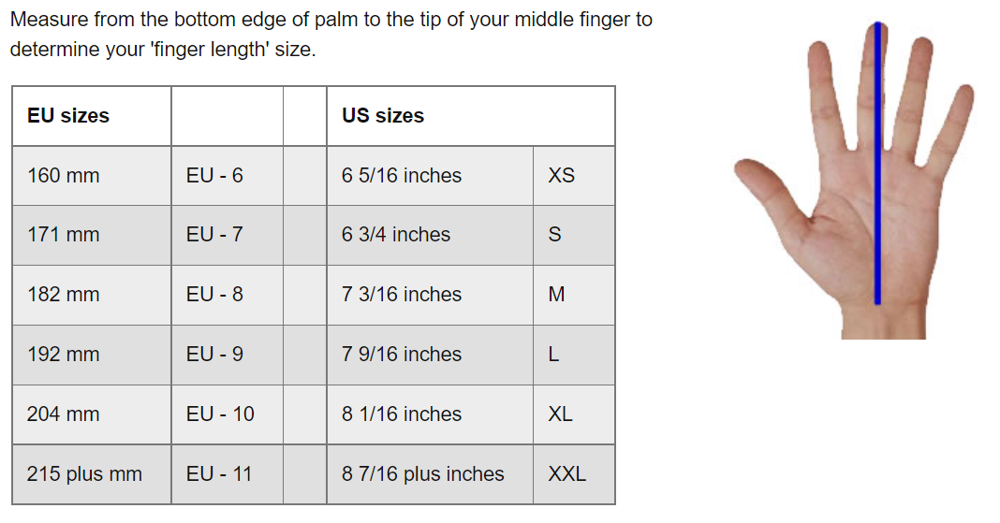 Measure from the bottom edge of palm to the tip of your middle finger to
determine your 'finger length' size.
EU sizes US sizes
160 mm EU - 6 6 5/16 inches XS
171 mm EU - 7 6 3/4 inches S
182 mm EU - 8 7 3/16 inches M
192 mm EU - 9 7 9/16 inches L
204 mm EU - 10 8 1/16 inches XL
215 plus mm EU - 11 8 7/16 plus inches XXL